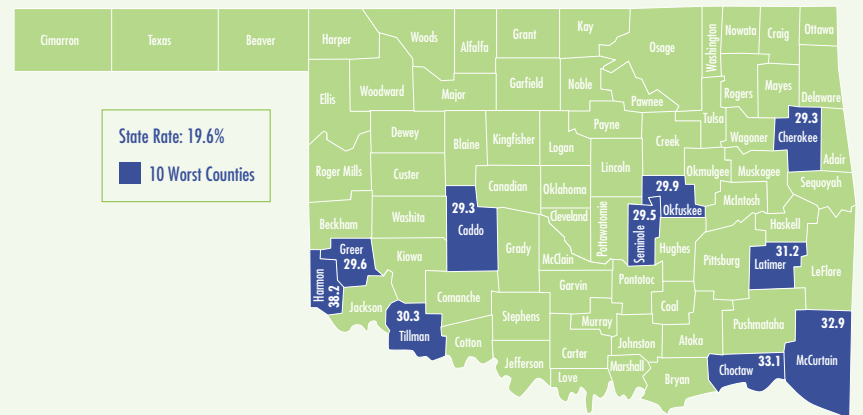 Cimarron
Texas
Beaver
Harper
Woods
Alfalfa
Grant
Kay
Osage
Washington
Nowata
Craig
Ottawa
Ellis
Woodward
Major
Garfield
Noble
Pawnee
Rogers
Mayes
Delaware
State Rate: 19.6%
10 Worst Counties
Dewey
Blaine
Kingfisher
Logan
Payne
Creek
Tulsa
Wagoner
29.3
Cherokee
Adair
Roger Mills
Custer
Canadian
Oklahoma
Lincoln
Okmulgee
Muskogee
Sequoyah
Beckham
Washita
29.3
Caddo
Grady
Cleveland
McClain
Pottawatomie
29.5
Seminole
29.9
Okfuskee
McIntosh
Haskell
Hughes
Pittsburg
31.2
Latimer
LeFlore
Greer
29.6
Harmon
38.2
Kiowa
Jackson
Comanche
30.3
Tillman
Cotton
Stephens
Garvin
Pontotoc
Coal
Murray
Johnston
Atoka
Pushmataha
32.9
McCurtain
Jefferson
Carter
Love
Marshall
Bryan
33.1
Choctaw